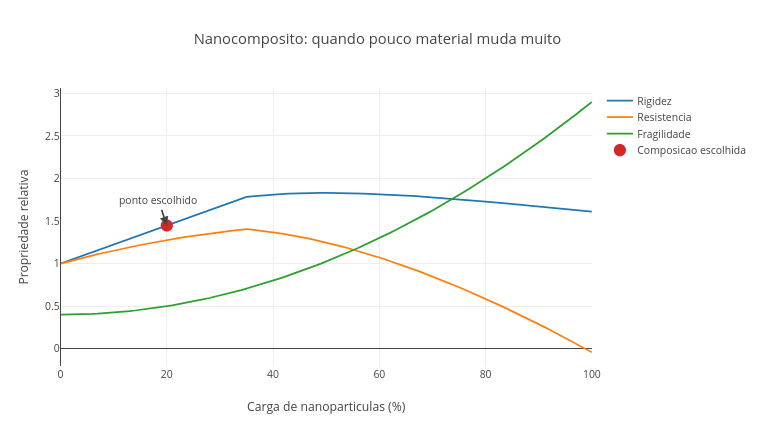 Nanocomposito: quando pouco material muda muito
3
2.5
2
1.5
1
0.5
0
Propriedade relativa
ponto escolhido
0 20 40 60 80 100
Carga de nanoparticulas (%)
Rigidez
Resistencia
Fragilidade
Composicao escolhida